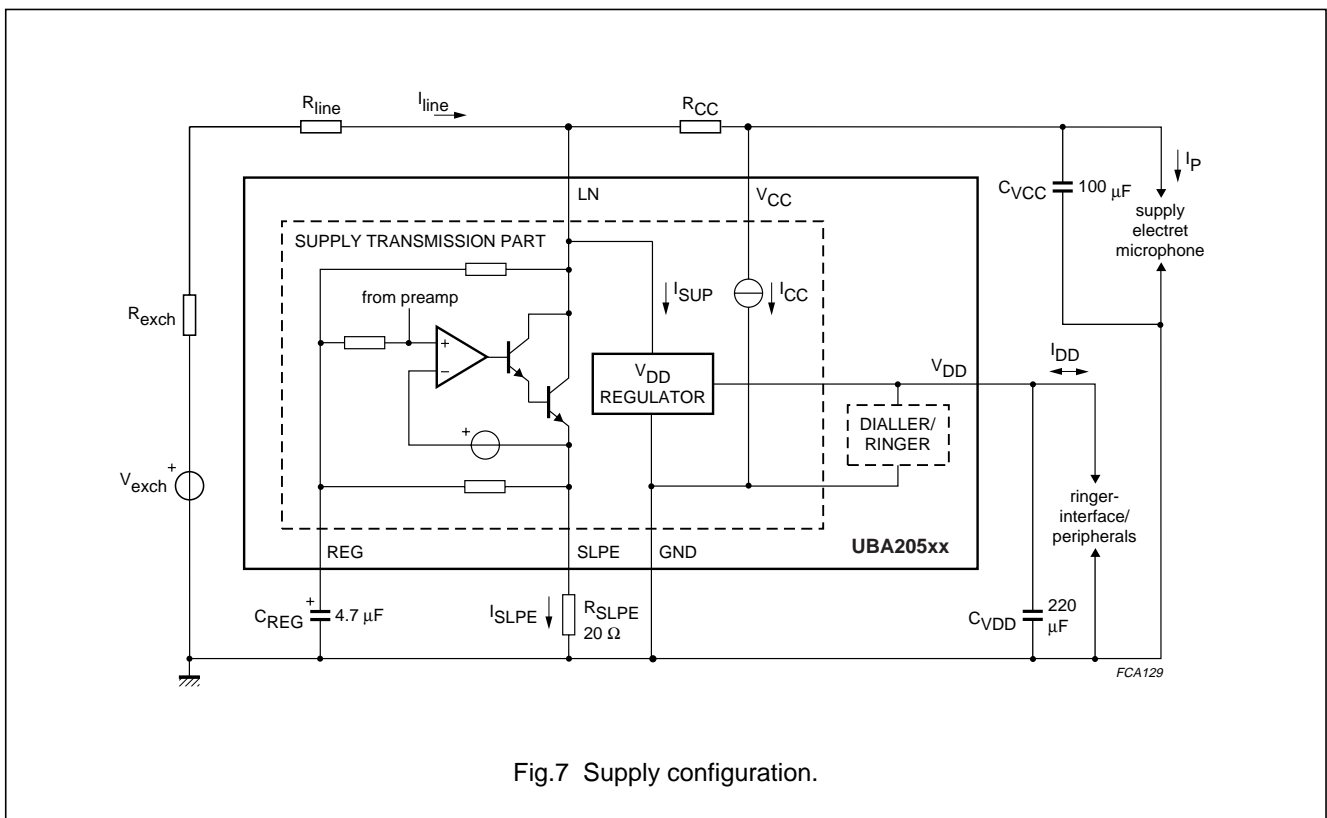 Rline
Iline
RCC
IP
LN
VCC
CVCC
100 μF
supply
electret
microphone
SUPPLY TRANSMISSION PART
from preamp
ISUP
ICC
Rexch
+
−
VDD
REGULATOR
IDD
VDD
DIALLER/
RINGER
+
Vexch
+
ringer-
interface/
peripherals
UBA205xx
REG
SLPE
GND
CREG
+
4.7 μF
ISLPE
RSLPE
20 Ω
CVDD
220
μF
FCA129
Fig.7 Supply configuration.